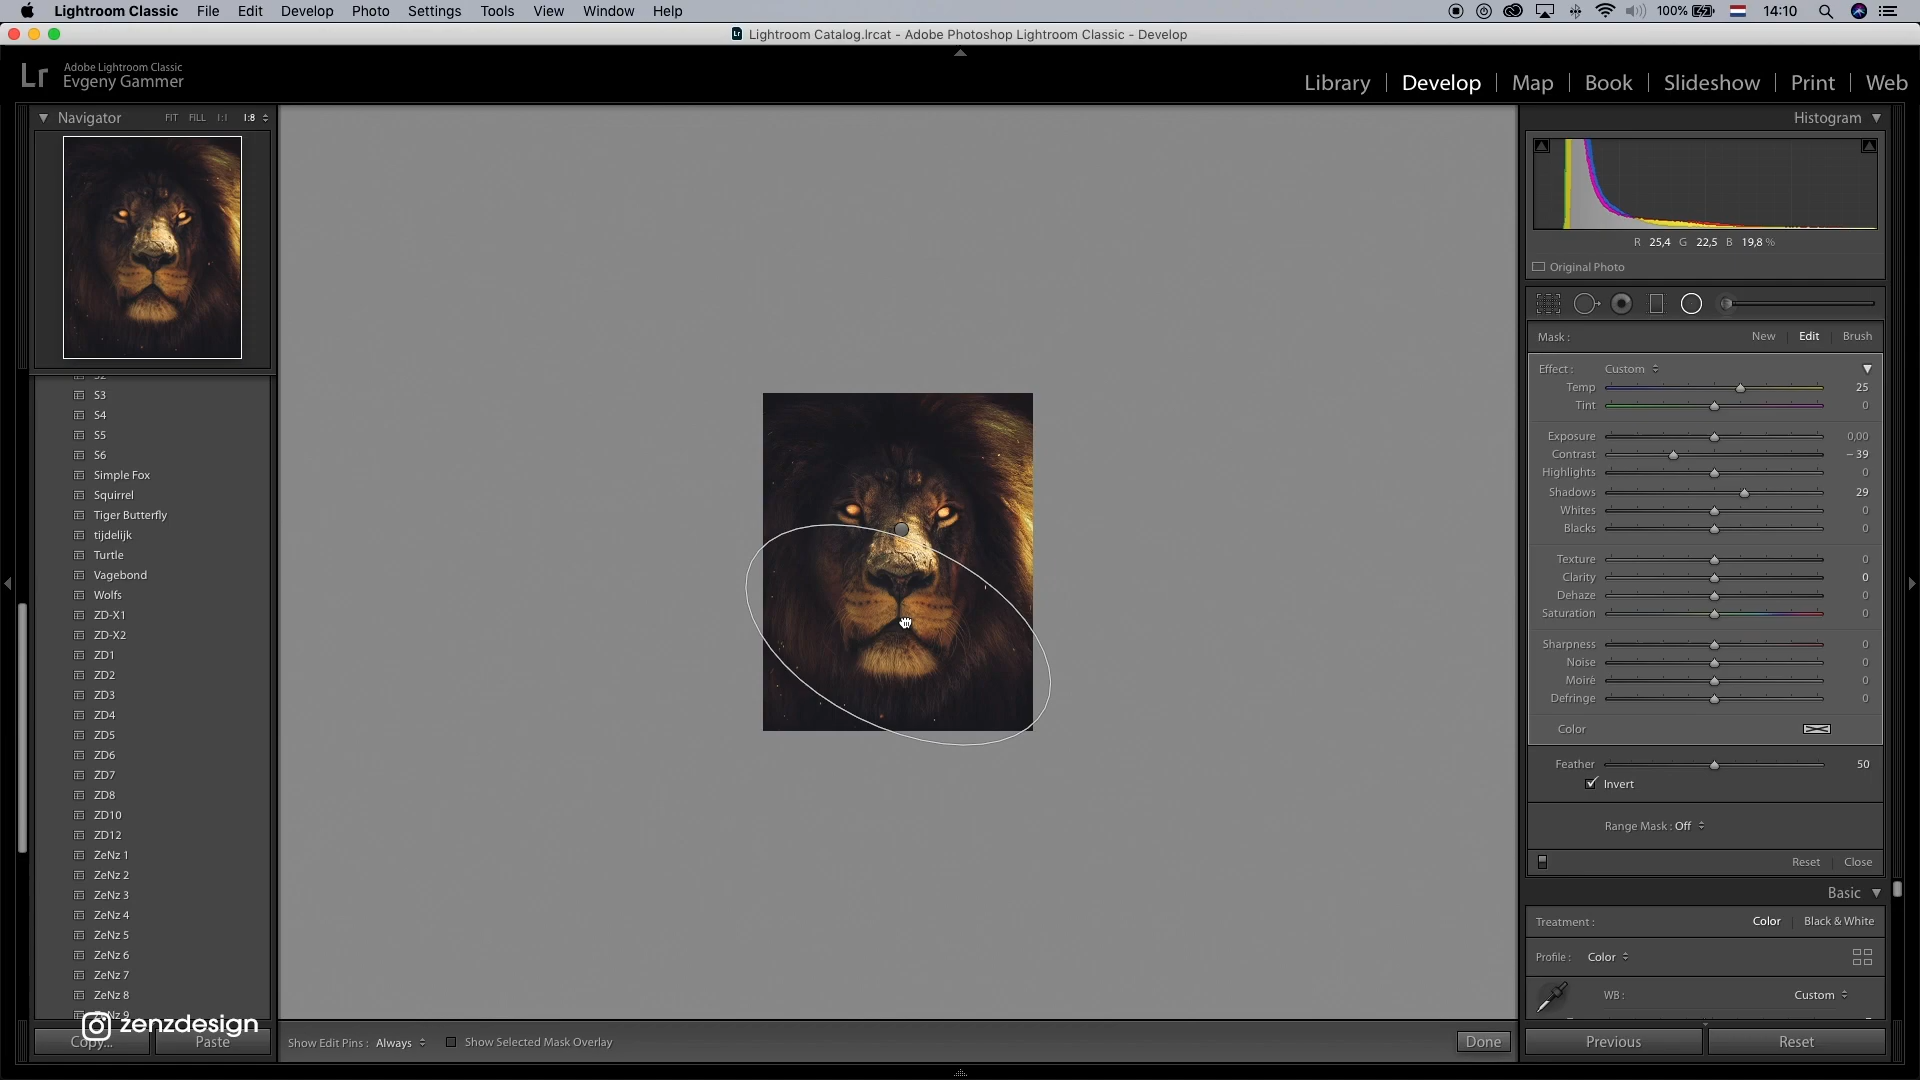 Lightroom Classic File Edit Develop Photo Settings Tools View Window Help 100% 14:10
Lightroom Catalog.lrcat - Adobe Photoshop Lightroom Classic - Develop
Lr Adobe Lightroom Classic
Evgeny Gammer
Library | Develop | Map | Book | Slideshow | Print | Web
Navigator FIT FILL 1:1 1:8
S2
S3
S4
S5
S6
Simple Fox
Squirrel
Tiger Butterfly
tijdelijk
Turtle
Vagebond
Wolfs
ZD-X1
ZD-X2
ZD1
ZD2
ZD3
ZD4
ZD5
ZD6
ZD7
ZD8
ZD10
ZD12
ZeNz 1
ZeNz 2
ZeNz 3
ZeNz 4
ZeNz 5
ZeNz 6
ZeNz 7
ZeNz 8
ZeNz 9
zenzdesign
Copy... Paste
Show Edit Pins : Always Show Selected Mask Overlay Done
Histogram
R 25,4 G 22,5 B 19,8 %
Original Photo
Mask : New Edit Brush
Effect : Custom
Temp 25
Tint 0
Exposure 0,00
Contrast – 39
Highlights 0
Shadows 29
Whites 0
Blacks 0
Texture 0
Clarity 0
Dehaze 0
Saturation 0
Sharpness 0
Noise 0
Moiré 0
Defringe 0
Color
Feather 50
Invert
Range Mask : Off
Reset Close
Basic
Treatment : Color Black & White
Profile : Color
WB : Custom
Previous Reset